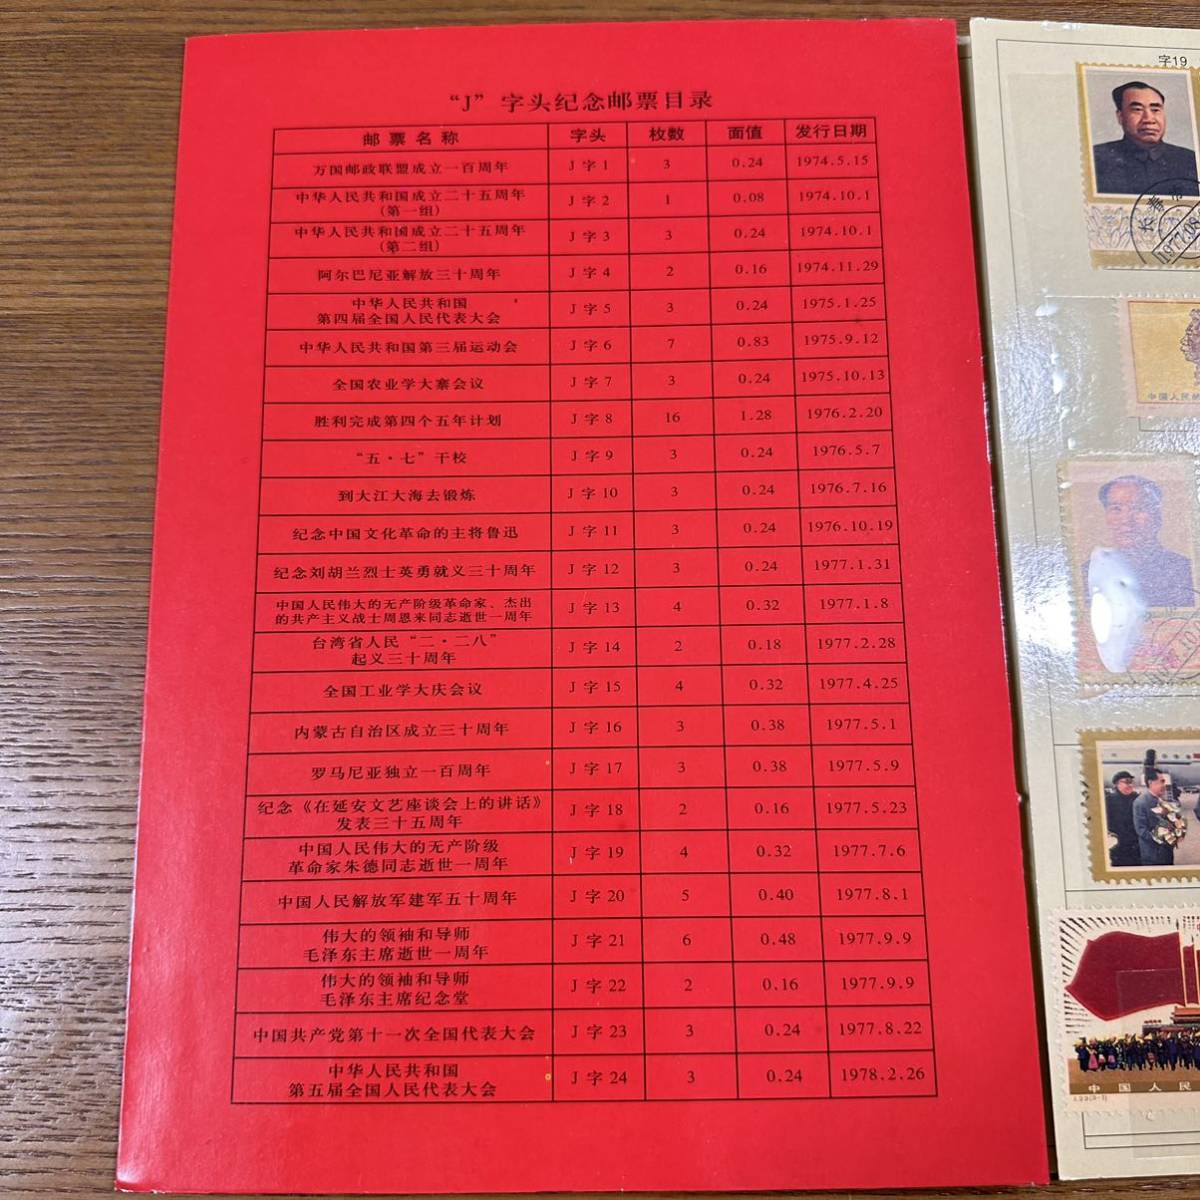 “J”字头纪念邮票目录
邮票名称 字头 枚数 面值 发行日期
万国邮政联盟成立一百周年 J字1 3 0.24 1974.5.15
中华人民共和国成立二十五周年
(第一组) J字2 1 0.08 1974.10.1
中华人民共和国成立二十五周年
(第二组) J字3 3 0.24 1974.10.1
阿尔巴尼亚解放三十周年 J字4 2 0.16 1974.11.29
中华人民共和国
第四届全国人民代表大会 J字5 3 0.24 1975.1.25
中华人民共和国第三届运动会 J字6 7 0.83 1975.9.12
全国农业学大寨会议 J字7 3 0.24 1975.10.13
胜利完成第四个五年计划 J字8 16 1.28 1976.2.20
“五·七”干校 J字9 3 0.24 1976.5.7
到大江大海去锻炼 J字10 3 0.24 1976.7.16
纪念中国文化革命的主将鲁迅 J字11 3 0.24 1976.10.19
纪念刘胡兰烈士英勇就义三十周年 J字12 3 0.24 1977.1.31
中国人民伟大的无产阶级革命家、杰出
的共产主义战士周恩来同志逝世一周年 J字13 4 0.32 1977.1.8
台湾省人民“二·二八”
起义三十周年 J字14 2 0.18 1977.2.28
全国工业学大庆会议 J字15 4 0.32 1977.4.25
内蒙古自治区成立三十周年 J字16 3 0.38 1977.5.1
罗马尼亚独立一百周年 J字17 3 0.38 1977.5.9
纪念《在延安文艺座谈会上的讲话》
发表三十五周年 J字18 2 0.16 1977.5.23
中国人民伟大的无产阶级
革命家朱德同志逝世一周年 J字19 4 0.32 1977.7.6
中国人民解放军建军五十周年 J字20 5 0.40 1977.8.1
伟大的领袖和导师
毛泽东主席逝世一周年 J字21 6 0.48 1977.9.9
伟大的领袖和导师
毛泽东主席纪念堂 J字22 2 0.16 1977.9.9
中国共产党第十一次全国代表大会 J字23 3 0.24 1977.8.22
中华人民共和国
第五届全国人民代表大会 J字24 3 0.24 1978.2.26
字19
长春
1977.08
中国人民邮
中国人民
J.23(3-1)